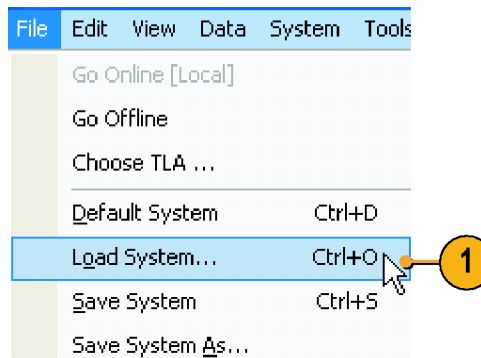 File Edit View Data System Tools
Go Online [Local]
Go Offline
Choose TLA ...
Default System Ctrl+D
Load System... Ctrl+O
1
Save System Ctrl+S
Save System As...